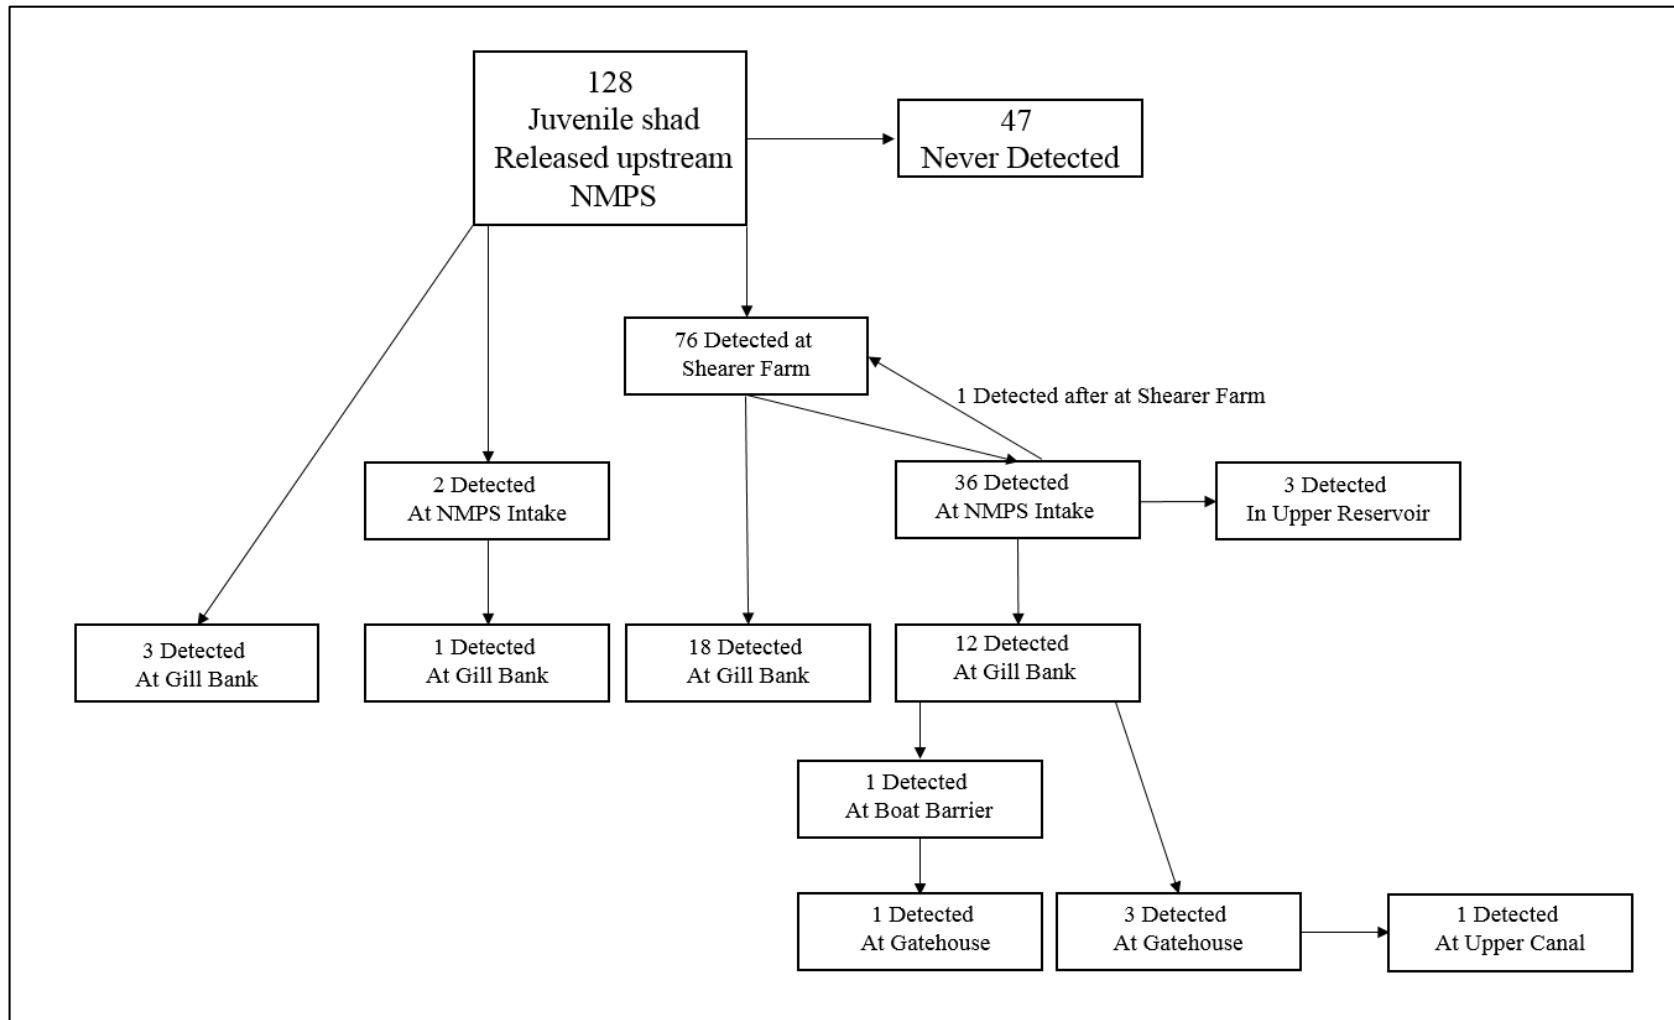 128
Juvenile shad
Released upstream
NMPS
47
Never Detected
76 Detected at
Shearer Farm
1 Detected after at Shearer Farm
2 Detected
At NMPS Intake
36 Detected
At NMPS Intake
3 Detected
In Upper Reservoir
3 Detected
At Gill Bank
1 Detected
At Gill Bank
18 Detected
At Gill Bank
12 Detected
At Gill Bank
1 Detected
At Boat Barrier
1 Detected
At Gatehouse
3 Detected
At Gatehouse
1 Detected
At Upper Canal